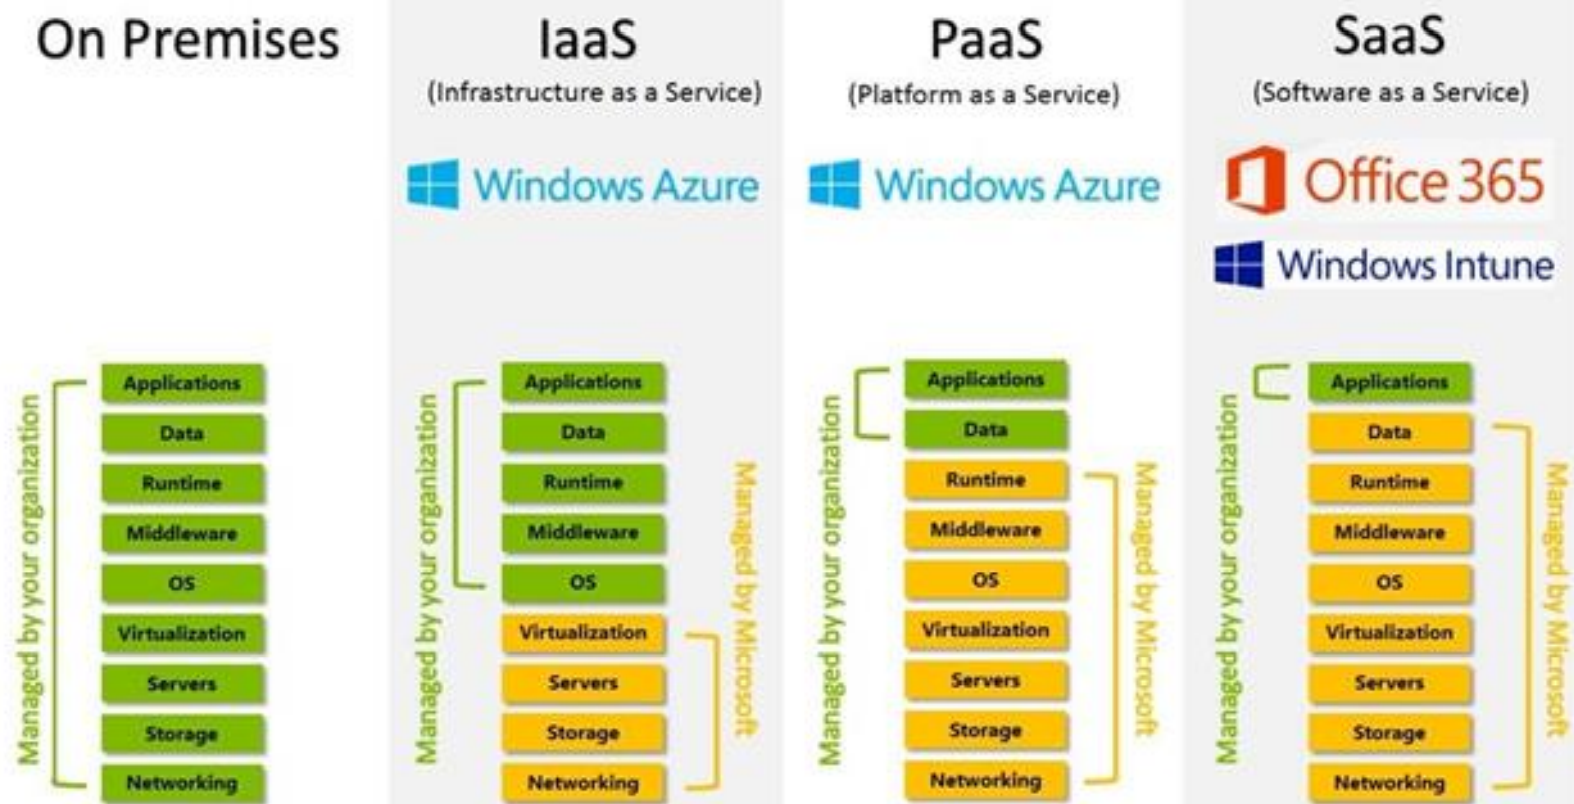 On Premises
Managed by your organization
Applications
Data
Runtime
Middleware
OS
Virtualization
Servers
Storage
Networking
IaaS
(Infrastructure as a Service)
Windows Azure
Managed by your organization
Applications
Data
Runtime
Middleware
OS
Virtualization
Servers
Storage
Networking
Managed by Microsoft
PaaS
(Platform as a Service)
Windows Azure
Managed by your organization
Applications
Data
Runtime
Middleware
OS
Virtualization
Servers
Storage
Networking
Managed by Microsoft
SaaS
(Software as a Service)
Office 365
Windows Intune
Managed by your organization
Applications
Data
Runtime
Middleware
OS
Virtualization
Servers
Storage
Networking
Managed by Microsoft